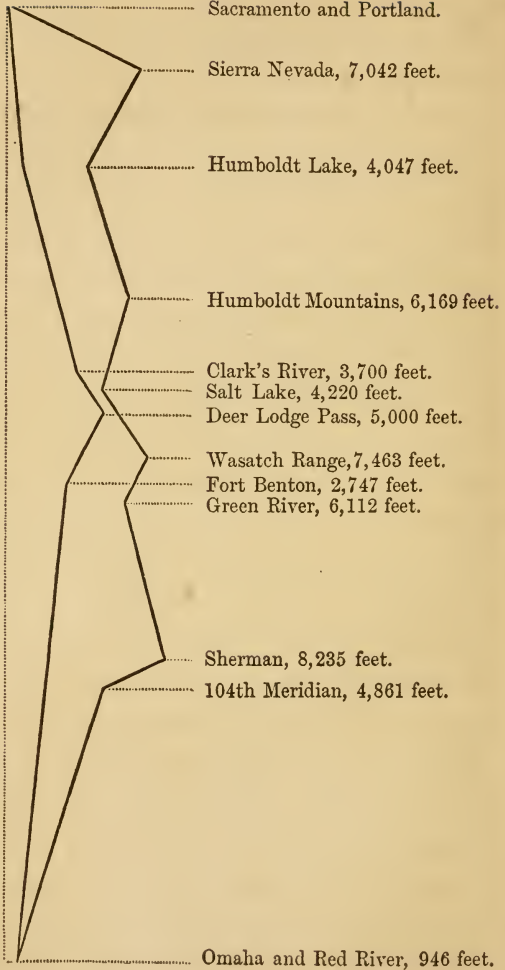 Sacramento and Portland.
Sierra Nevada, 7,042 feet.
Humboldt Lake, 4,047 feet.
Humboldt Mountains, 6,169 feet.
Clark's River, 3,700 feet.
Salt Lake, 4,220 feet.
Deer Lodge Pass, 5,000 feet.
Wasatch Range, 7,463 feet.
Fort Benton, 2,747 feet.
Green River, 6,112 feet.
Sherman, 8,235 feet.
104th Meridian, 4,861 feet.
Omaha and Red River, 946 feet.